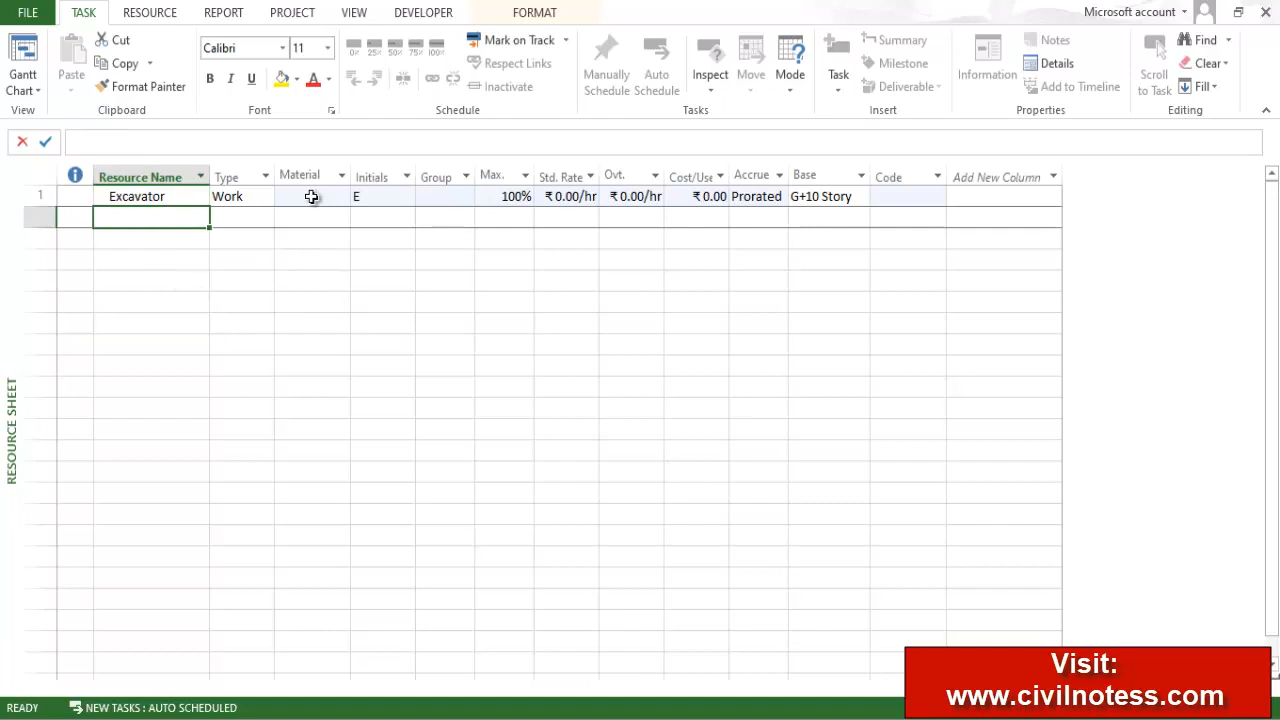 FILE TASK RESOURCE REPORT PROJECT VIEW DEVELOPER FORMAT Microsoft account
Gantt Chart
View
Paste
Cut
Copy
Format Painter
Clipboard
Calibri 11
B I U A
Font
0% 25% 50% 75% 100%
Mark on Track
Respect Links
Inactivate
Schedule
Manually Schedule
Auto Schedule
Inspect
Move
Mode
Tasks
Task
Summary
Milestone
Deliverable
Insert
Information
Notes
Details
Add to Timeline
Properties
Scroll to Task
Find
Clear
Fill
Editing
Resource Name Type Material Initials Group Max. Std. Rate Ovt. Cost/Use Accrue Base Code Add New Column
1 Excavator Work E 100% ₹ 0.00/hr ₹ 0.00/hr ₹ 0.00 Prorated G+10 Story
RESOURCE SHEET
Visit:
www.civilnotess.com
READY NEW TASKS : AUTO SCHEDULED